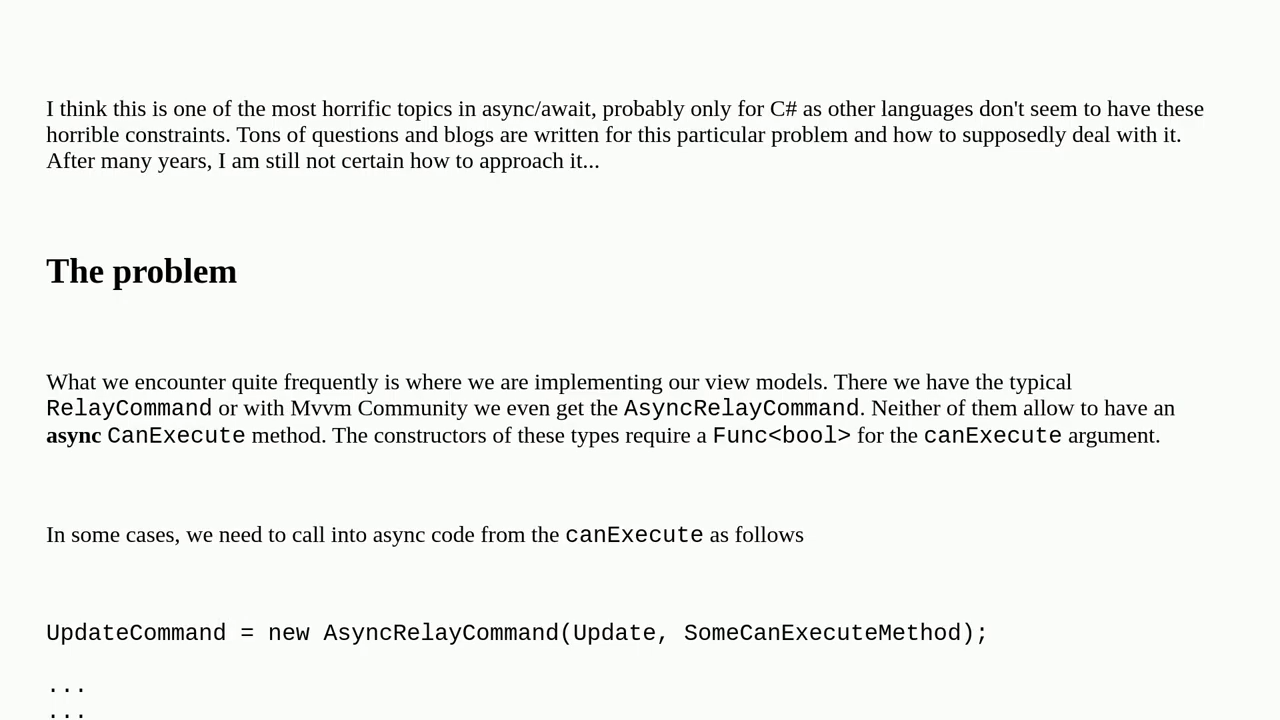 I think this is one of the most horrific topics in async/await, probably only for C# as other languages don't seem to have these
horrible constraints. Tons of questions and blogs are written for this particular problem and how to supposedly deal with it.
After many years, I am still not certain how to approach it...
The problem
What we encounter quite frequently is where we are implementing our view models. There we have the typical
RelayCommand or with Mvvm Community we even get the AsyncRelayCommand. Neither of them allow to have an
async CanExecute method. The constructors of these types require a Func<bool> for the canExecute argument.
In some cases, we need to call into async code from the canExecute as follows
UpdateCommand = new AsyncRelayCommand(Update, SomeCanExecuteMethod);
...
...